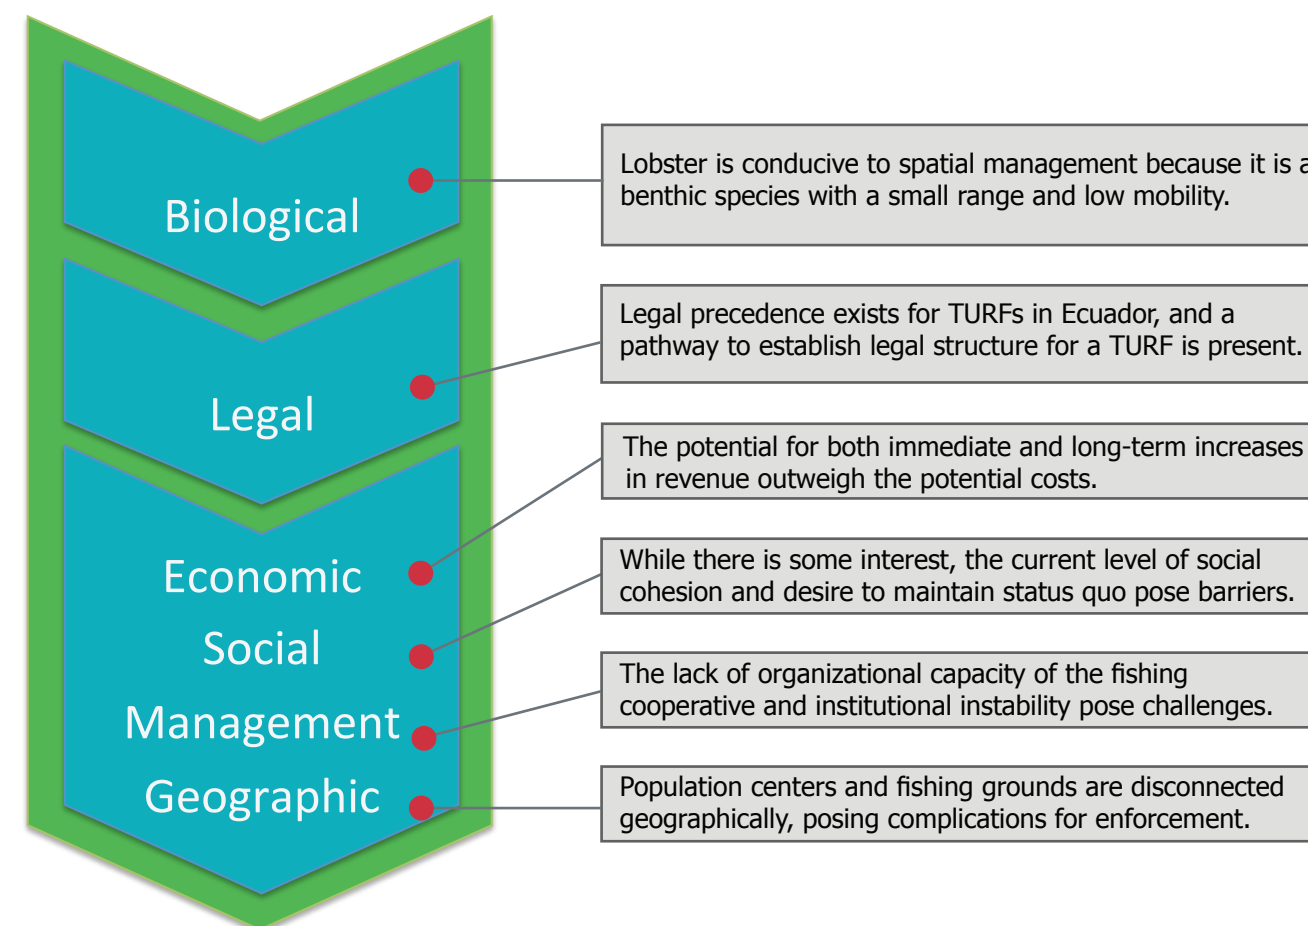 Biological
Lobster is conducive to spatial management because it is a
benthic species with a small range and low mobility.
Legal
Legal precedence exists for TURFs in Ecuador, and a
pathway to establish legal structure for a TURF is present.
Economic
The potential for both immediate and long-term increases
in revenue outweigh the potential costs.
Social
While there is some interest, the current level of social
cohesion and desire to maintain status quo pose barriers.
Management
The lack of organizational capacity of the fishing
cooperative and institutional instability pose challenges.
Geographic
Population centers and fishing grounds are disconnected
geographically, posing complications for enforcement.